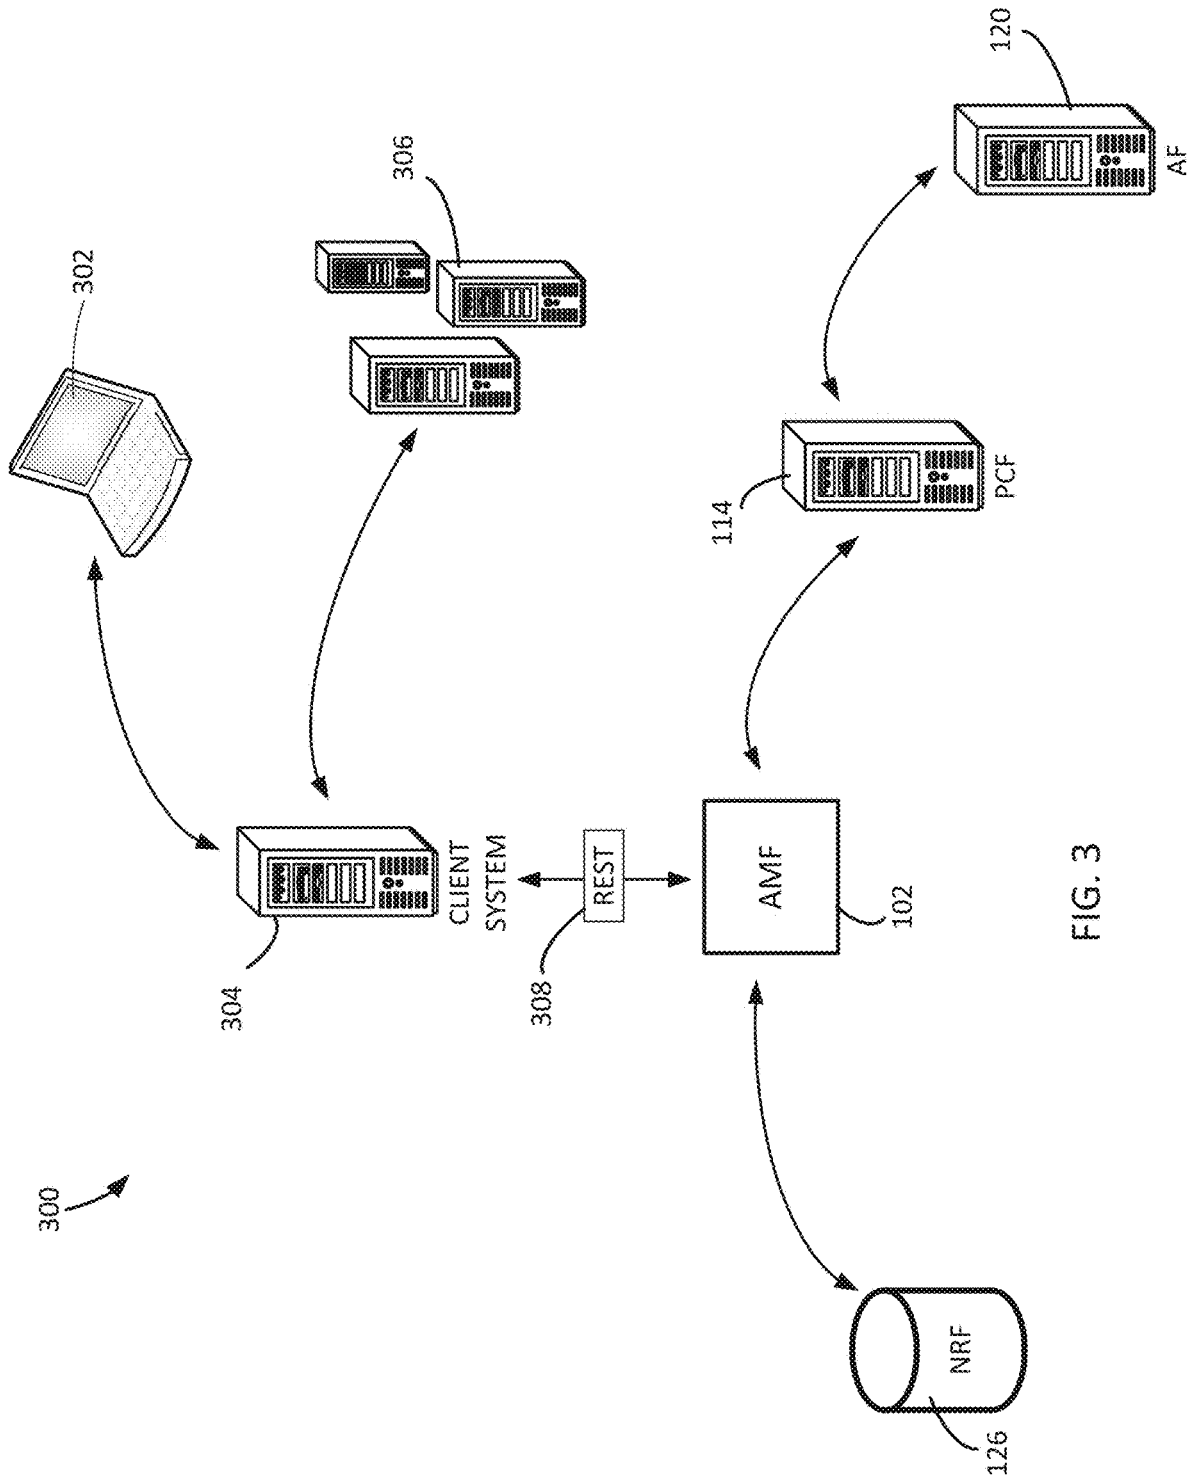 300
302
304
CLIENT
SYSTEM
306
308
REST
AMF
102
114
PCF
120
AF
NRF
126
FIG. 3